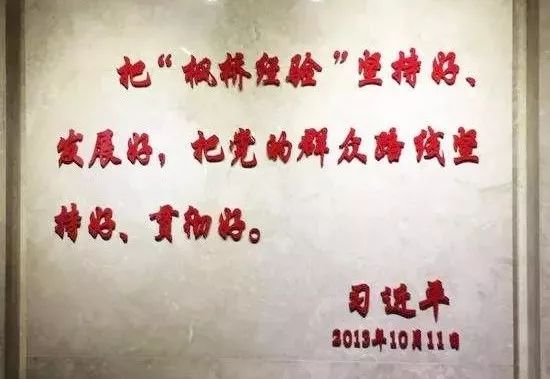 把“枫桥经验”坚持好、
发展好，把党的群众路线坚
持好、贯彻好。
习近平
2013年10月11日